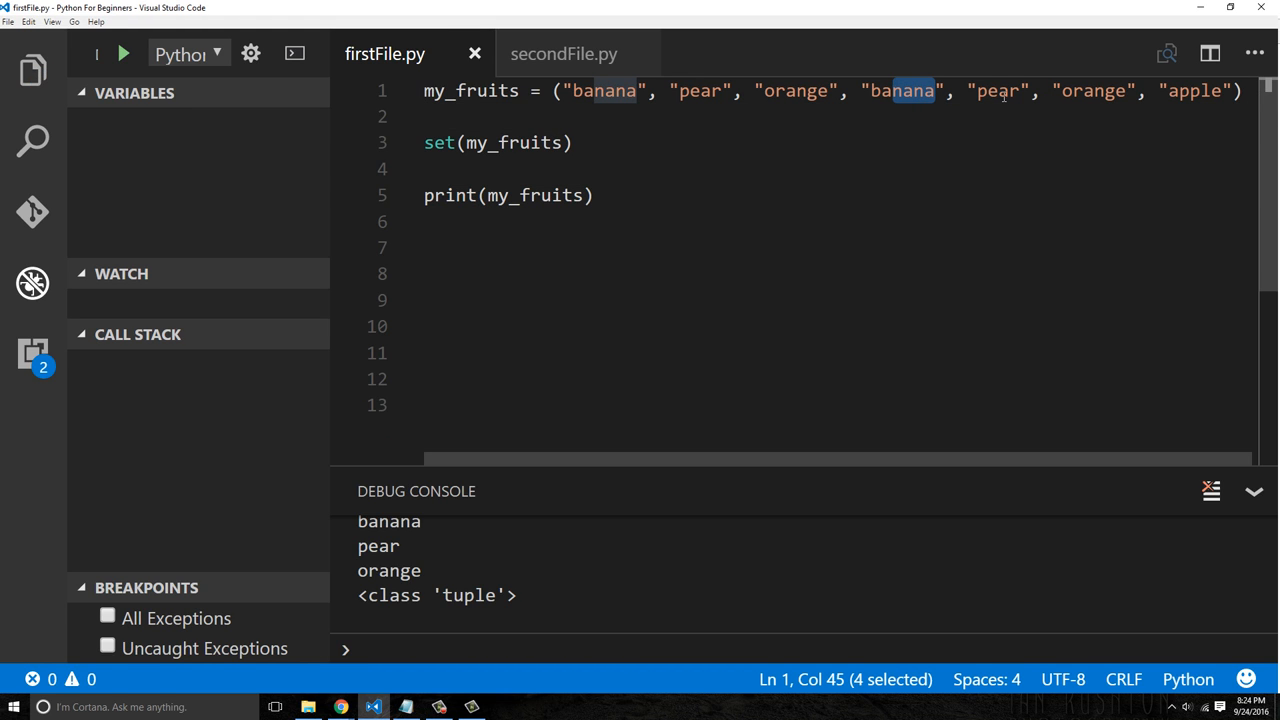 firstFile.py - Python For Beginners - Visual Studio Code
File Edit View Go Help
Python
firstFile.py
secondFile.py
VARIABLES
WATCH
CALL STACK
2
BREAKPOINTS
All Exceptions
Uncaught Exceptions
1 my_fruits = ("banana", "pear", "orange", "banana", "pear", "orange", "apple")
2
3 set(my_fruits)
4
5 print(my_fruits)
6
7
8
9
10
11
12
13
DEBUG CONSOLE
banana
pear
orange
<class 'tuple'>
0 0
Ln 1, Col 45 (4 selected) Spaces: 4 UTF-8 CRLF Python
I'm Cortana. Ask me anything.
8:24 PM
9/24/2016